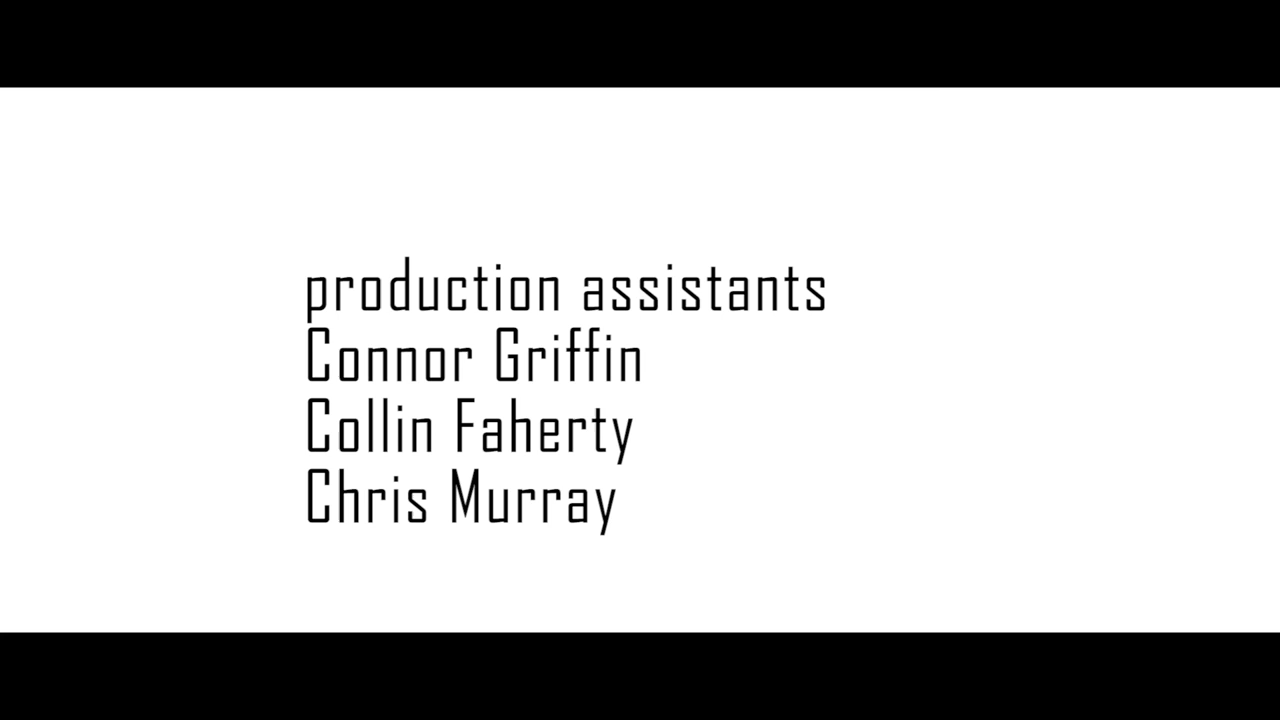 production assistants
Connor Griffin
Collin Faherty
Chris Murray